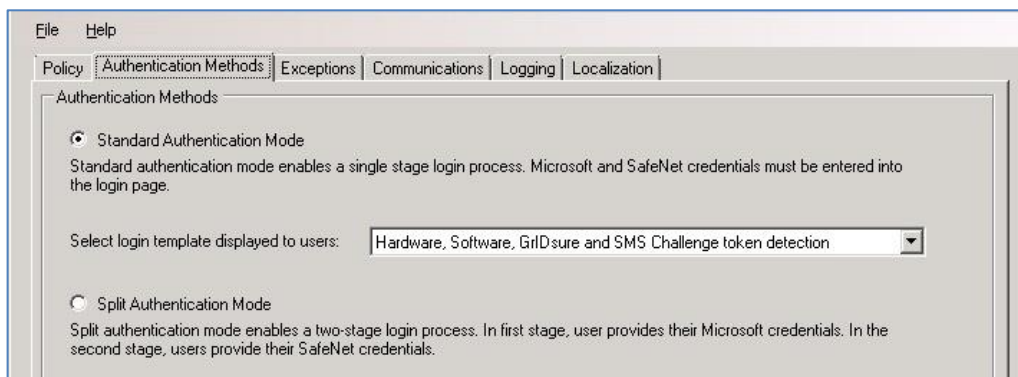 File Help
Policy Authentication Methods Exceptions Communications Logging Localization
Authentication Methods
Standard Authentication Mode
Standard authentication mode enables a single stage login process. Microsoft and SafeNet credentials must be entered into
the login page.
Select login template displayed to users: Hardware, Software, GrIDsure and SMS Challenge token detection
Split Authentication Mode
Split authentication mode enables a two-stage login process. In first stage, user provides their Microsoft credentials. In the
second stage, users provide their SafeNet credentials.